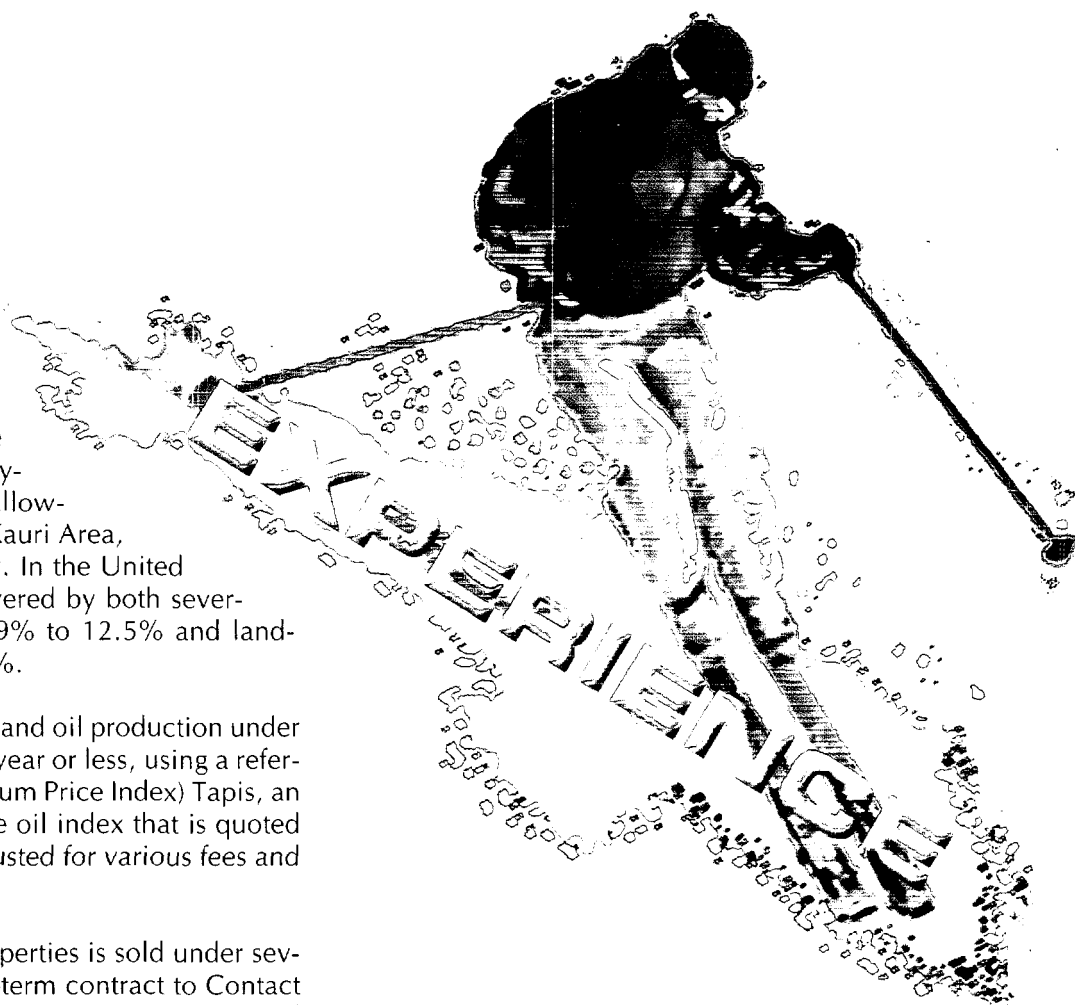 y-
llow-
Kauri Area,
. In the United
vered by both sever-
9% to 12.5% and land-
%.
and oil production under
year or less, using a refer-
um Price Index) Tapis, an
e oil index that is quoted
usted for various fees and
perties is sold under sev-
-term contract to Contact
EXPERIENCE